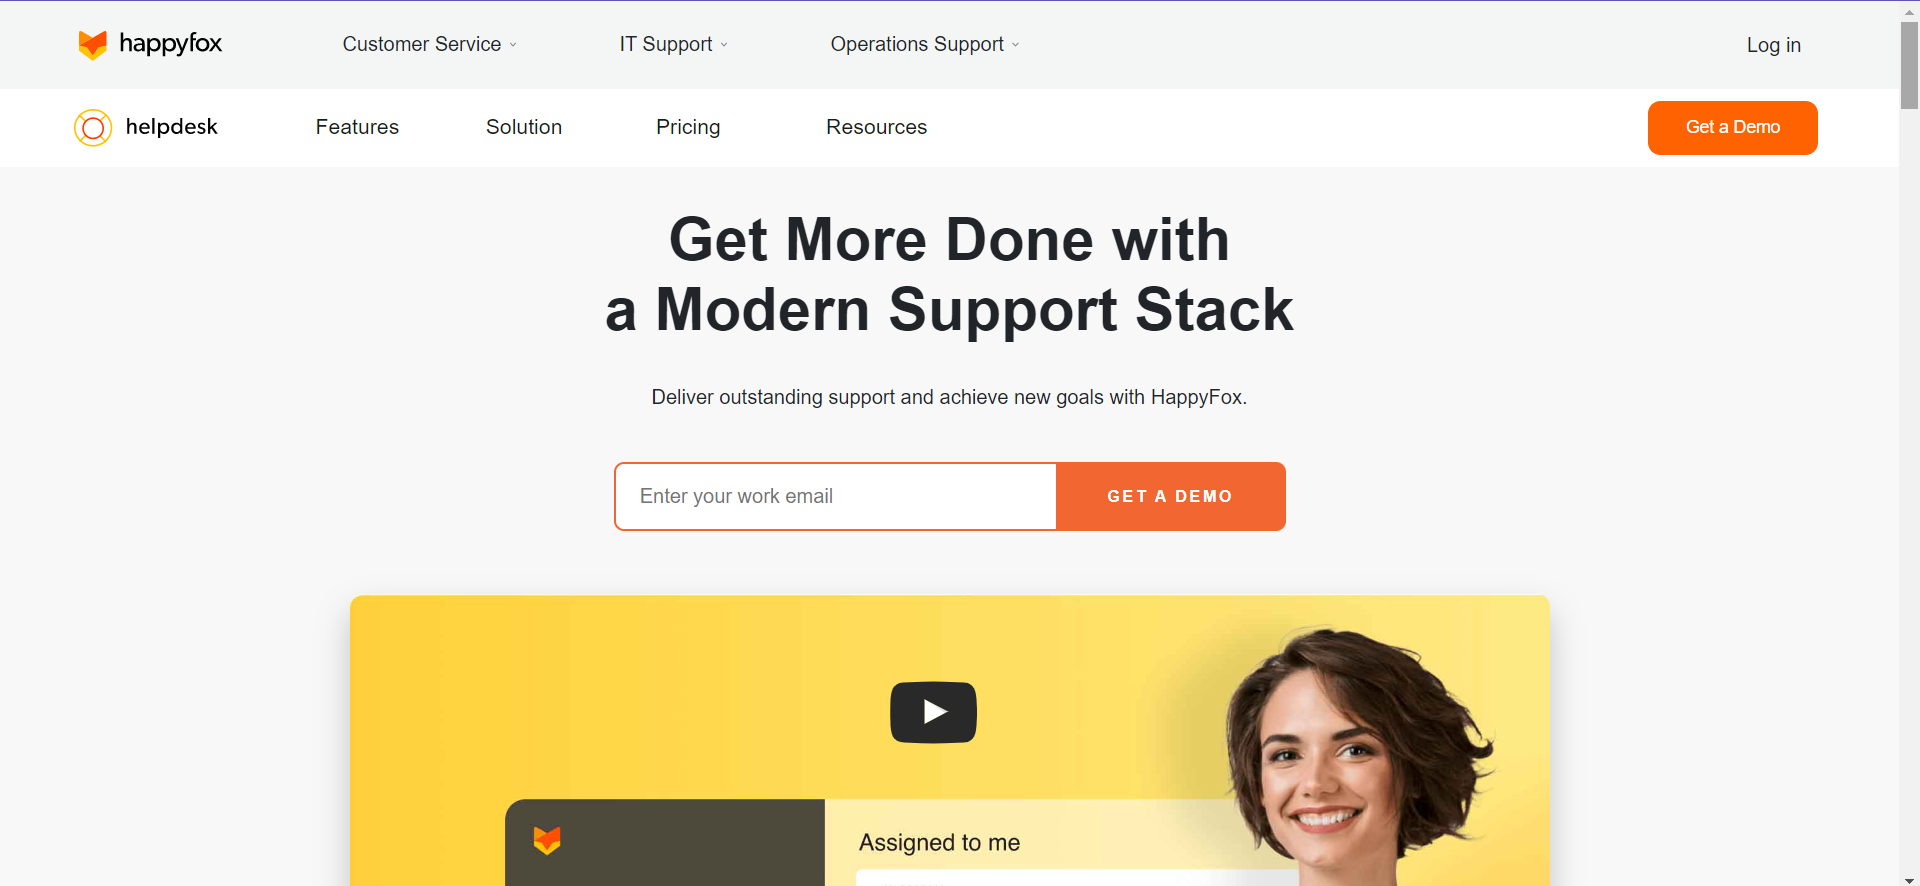 happyfox
Customer Service
IT Support
Operations Support
Log in
helpdesk
Features
Solution
Pricing
Resources
Get a Demo
Get More Done with
a Modern Support Stack
Deliver outstanding support and achieve new goals with HappyFox.
Enter your work email
GET A DEMO
Assigned to me